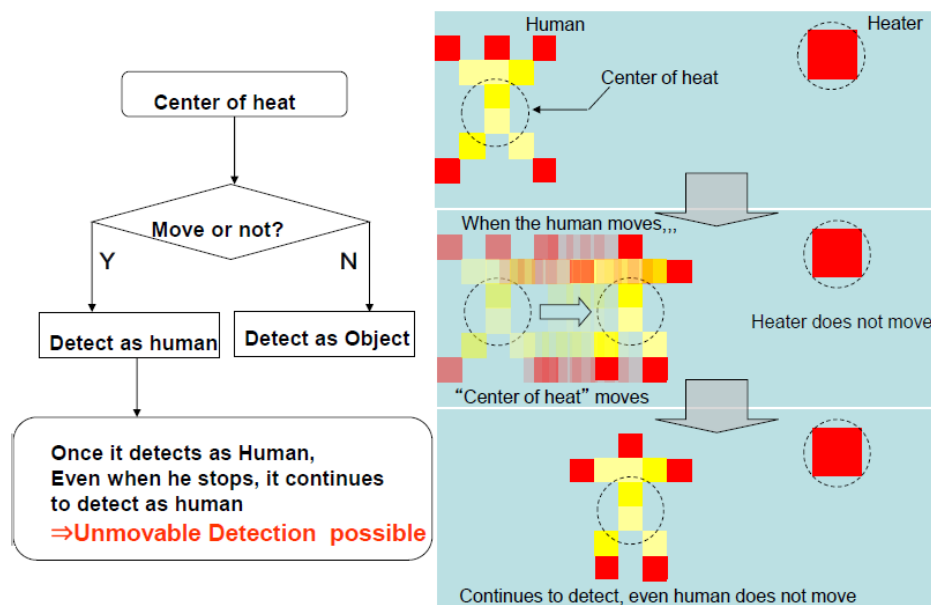 Center of heat
Move or not?
Y
N
Detect as human
Detect as Object
Once it detects as Human,
Even when he stops, it continues
to detect as human
⇒Unmovable Detection possible
Human
Heater
Center of heat
When the human moves,,,
Heater does not move
“Center of heat” moves
Continues to detect, even human does not move